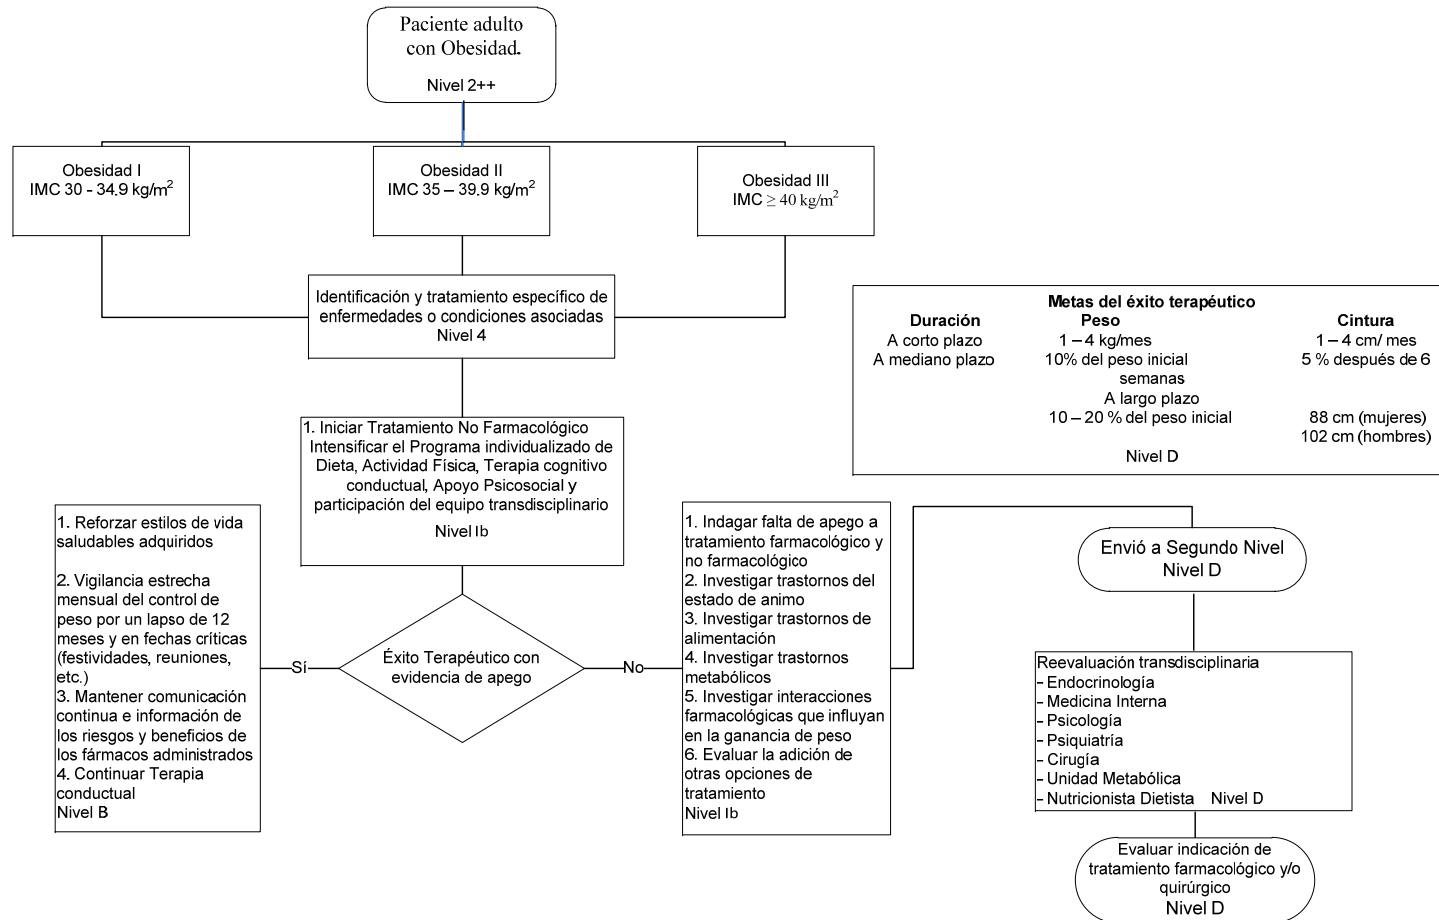 Paciente adulto
con Obesidad.
Nivel 2++
Obesidad I
IMC 30 - 34.9 kg/m²
Obesidad II
IMC 35 – 39.9 kg/m²
Obesidad III
IMC ≥ 40 kg/m²
Identificación y tratamiento específico de
enfermedades o condiciones asociadas
Nivel 4
Metas del éxito terapéutico
Duración Peso Cintura
A corto plazo 1 – 4 kg/mes 1 – 4 cm/ mes
A mediano plazo 10% del peso inicial 5 % después de 6
semanas
A largo plazo
10 – 20 % del peso inicial 88 cm (mujeres)
102 cm (hombres)
Nivel D
1. Iniciar Tratamiento No Farmacológico
Intensificar el Programa individualizado de
Dieta, Actividad Física, Terapia cognitivo
conductual, Apoyo Psicosocial y
participación del equipo transdisciplinario
Nivel Ib
1. Reforzar estilos de vida
saludables adquiridos
2. Vigilancia estrecha
mensual del control de
peso por un lapso de 12
meses y en fechas críticas
(festividades, reuniones,
etc.)
3. Mantener comunicación
continua e información de
los riesgos y beneficios de
los fármacos administrados
4. Continuar Terapia
conductual
Nivel B
Sí
Éxito Terapéutico con
evidencia de apego
No
1. Indagar falta de apego a
tratamiento farmacológico y
no farmacológico
2. Investigar trastornos del
estado de animo
3. Investigar trastornos de
alimentación
4. Investigar trastornos
metabólicos
5. Investigar interacciones
farmacológicas que influyan
en la ganancia de peso
6. Evaluar la adición de
otras opciones de
tratamiento
Nivel Ib
Envió a Segundo Nivel
Nivel D
Reevaluación transdisciplinaria
– Endocrinología
– Medicina Interna
– Psicología
– Psiquiatría
– Cirugía
– Unidad Metabólica
– Nutricionista Dietista Nivel D
Evaluar indicación de
tratamiento farmacológico y/o
quirúrgico
Nivel D